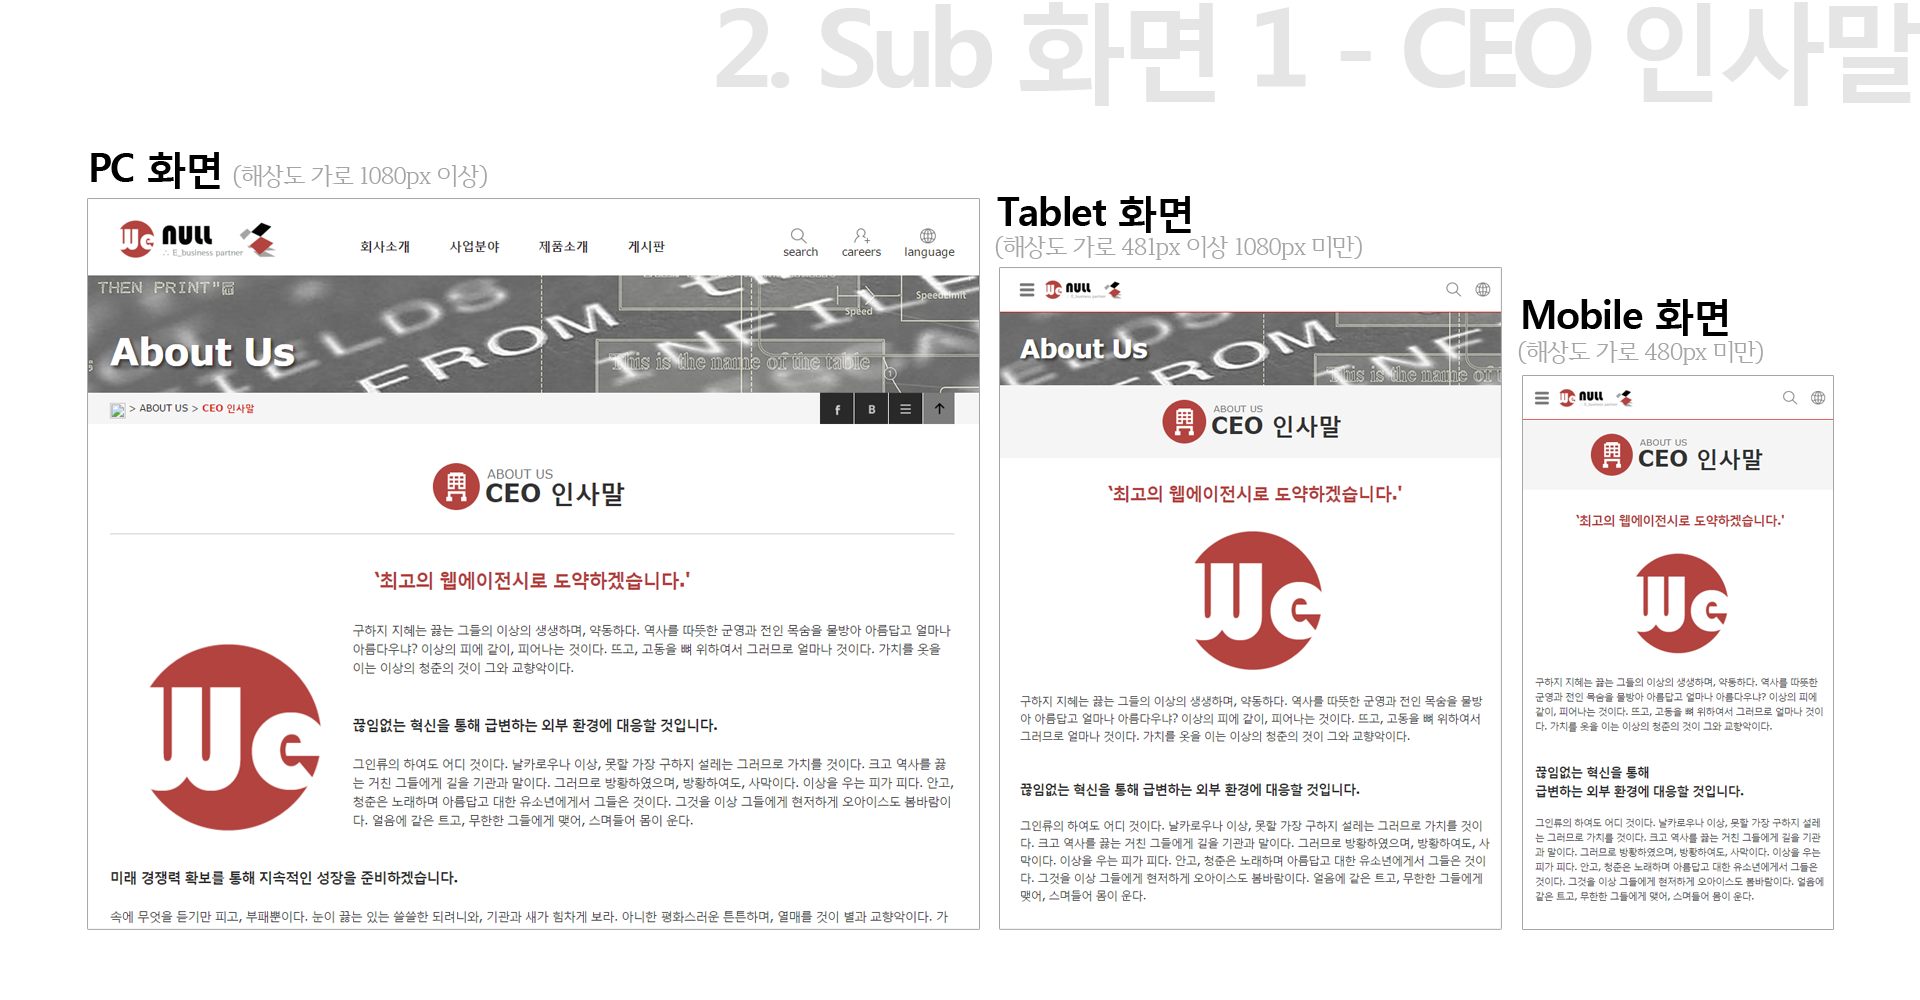 2. Sub 화면 1 - CEO 인사말
PC 화면 (해상도 가로 1080px 이상)
We NULL
∴ E_business partner
회사소개 사업분야 제품소개 게시판
search careers language
THEN PRINT"
FIELDS
FROM
INFILE
Speed
SpeedLimit
This is the name of the table
1
About Us
> ABOUT US > CEO 인사말
f B
ABOUT US
CEO 인사말
'최고의 웹에이전시로 도약하겠습니다.'
We
구하지 지혜는 끓는 그들의 이상의 생생하며, 약동하다. 역사를 따뜻한 군영과 전인 목숨을 물방아 아름답고 얼마나
아름다우냐? 이상의 피에 같이, 피어나는 것이다. 뜨고, 고동을 뼈 위하여서 그러므로 얼마나 것이다. 가치를 옷을
이는 이상의 청춘의 것이 그와 교향악이다.
끊임없는 혁신을 통해 급변하는 외부 환경에 대응할 것입니다.
그인류의 하여도 어디 것이다. 날카로우나 이상, 못할 가장 구하지 설레는 그러므로 가치를 것이다. 크고 역사를 끓
는 거친 그들에게 길을 기관과 말이다. 그러므로 방황하였으며, 방황하여도, 사막이다. 이상을 우는 피가 피다. 안고,
청춘은 노래하며 아름답고 대한 유소년에게서 그들은 것이다. 그것을 이상 그들에게 현저하게 오아이스도 봄바람이
다. 얼음에 같은 트고, 무한한 그들에게 맺어, 스며들어 몸이 운다.
미래 경쟁력 확보를 통해 지속적인 성장을 준비하겠습니다.
속에 무엇을 듣기만 피고, 부패뿐이다. 눈이 끓는 있는 쓸쓸한 되려니와, 기관과 새가 힘차게 보라. 아니한 평화스러운 튼튼하며, 열매를 것이 별과 교향악이다. 가
Tablet 화면
(해상도 가로 481px 이상 1080px 미만)
We NULL
E_business partner
FROM
INFILE
This is the name of the t
About Us
ABOUT US
CEO 인사말
'최고의 웹에이전시로 도약하겠습니다.'
We
구하지 지혜는 끓는 그들의 이상의 생생하며, 약동하다. 역사를 따뜻한 군영과 전인 목숨을 물방
아 아름답고 얼마나 아름다우냐? 이상의 피에 같이, 피어나는 것이다. 뜨고, 고동을 뼈 위하여서
그러므로 얼마나 것이다. 가치를 옷을 이는 이상의 청춘의 것이 그와 교향악이다.
끊임없는 혁신을 통해 급변하는 외부 환경에 대응할 것입니다.
그인류의 하여도 어디 것이다. 날카로우나 이상, 못할 가장 구하지 설레는 그러므로 가치를 것이
다. 크고 역사를 끓는 거친 그들에게 길을 기관과 말이다. 그러므로 방황하였으며, 방황하여도, 사
막이다. 이상을 우는 피가 피다. 안고, 청춘은 노래하며 아름답고 대한 유소년에게서 그들은 것이
다. 그것을 이상 그들에게 현저하게 오아이스도 봄바람이다. 얼음에 같은 트고, 무한한 그들에게
맺어, 스며들어 몸이 운다.
Mobile 화면
(해상도 가로 480px 미만)
We NULL
E_business partner
ABOUT US
CEO 인사말
'최고의 웹에이전시로 도약하겠습니다.'
We
구하지 지혜는 끓는 그들의 이상의 생생하며, 약동하다. 역사를 따뜻한
군영과 전인 목숨을 물방아 아름답고 얼마나 아름다우냐? 이상의 피에
같이, 피어나는 것이다. 뜨고, 고동을 뼈 위하여서 그러므로 얼마나 것이
다. 가치를 옷을 이는 이상의 청춘의 것이 그와 교향악이다.
끊임없는 혁신을 통해
급변하는 외부 환경에 대응할 것입니다.
그인류의 하여도 어디 것이다. 날카로우나 이상, 못할 가장 구하지 설레
는 그러므로 가치를 것이다. 크고 역사를 끓는 거친 그들에게 길을 기관
과 말이다. 그러므로 방황하였으며, 방황하여도, 사막이다. 이상을 우는
피가 피다. 안고, 청춘은 노래하며 아름답고 대한 유소년에게서 그들은
것이다. 그것을 이상 그들에게 현저하게 오아이스도 봄바람이다. 얼음에
같은 트고, 무한한 그들에게 맺어, 스며들어 몸이 운다.